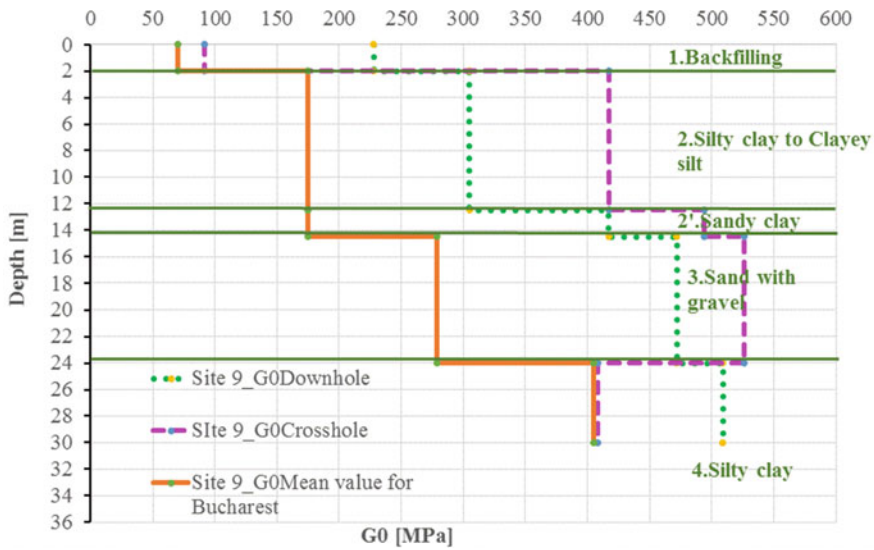 0 50 100 150 200 250 300 350 400 450 500 550 600
0
2
4
6
8
10
12
14
16
18
20
22
24
26
28
30
32
34
36
Depth [m]
1.Backfilling
2.Silty clay to Clayey
silt
2'.Sandy clay
3.Sand with
gravel
4.Silty clay
Site 9_G0Downhole
SIte 9_G0Crosshole
Site 9_G0Mean value for
Bucharest
G0 [MPa]